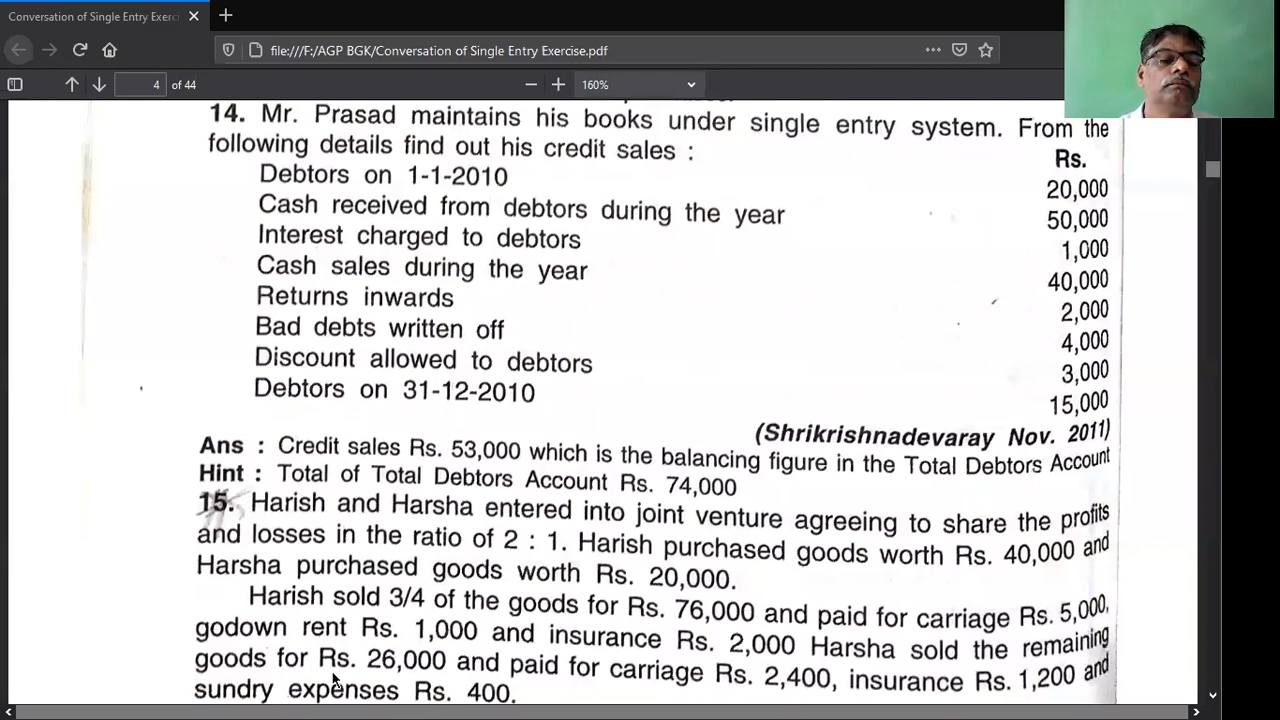 Conversation of Single Entry Exerc
file:///F:/AGP BGK/Conversation of Single Entry Exercise.pdf
4 of 44
160%
14. Mr. Prasad maintains his books under single entry system. From the
following details find out his credit sales :
Rs.
Debtors on 1-1-2010 20,000
Cash received from debtors during the year 50,000
Interest charged to debtors 1,000
Cash sales during the year 40,000
Returns inwards 2,000
Bad debts written off 4,000
Discount allowed to debtors 3,000
Debtors on 31-12-2010 15,000
(Shrikrishnadevaray Nov. 2011)
Ans : Credit sales Rs. 53,000 which is the balancing figure in the Total Debtors Account
Hint : Total of Total Debtors Account Rs. 74,000
15. Harish and Harsha entered into joint venture agreeing to share the profits
and losses in the ratio of 2 : 1. Harish purchased goods worth Rs. 40,000 and
Harsha purchased goods worth Rs. 20,000.
Harish sold 3/4 of the goods for Rs. 76,000 and paid for carriage Rs. 5,000,
godown rent Rs. 1,000 and insurance Rs. 2,000 Harsha sold the remaining
goods for Rs. 26,000 and paid for carriage Rs. 2,400, insurance Rs. 1,200 and
sundry expenses Rs. 400.